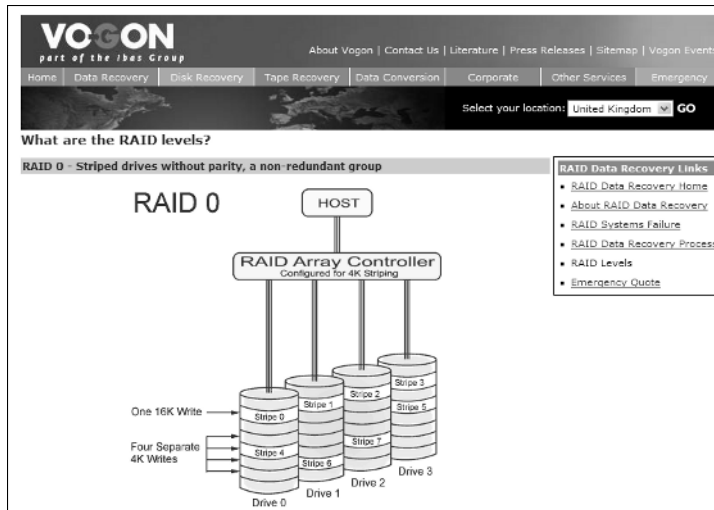 VOGON
part of the Ibas Group
About Vogon | Contact Us | Literature | Press Releases | Sitemap | Vogon Events
Home Data Recovery Disk Recovery Tape Recovery Data Conversion Corporate Other Services Emergency
Select your location: United Kingdom GO
What are the RAID levels?
RAID 0 - Striped drives without parity, a non-redundant group
RAID 0
HOST
RAID Array Controller
Configured for 4K Striping
One 16K Write
Four Separate
4K Writes
Stripe 0
Stripe 4
Drive 0
Stripe 1
Stripe 6
Drive 1
Stripe 2
Stripe 7
Drive 2
Stripe 3
Stripe 5
Drive 3
RAID Data Recovery Links
RAID Data Recovery Home
About RAID Data Recovery
RAID Systems Failure
RAID Data Recovery Process
RAID Levels
Emergency Quote